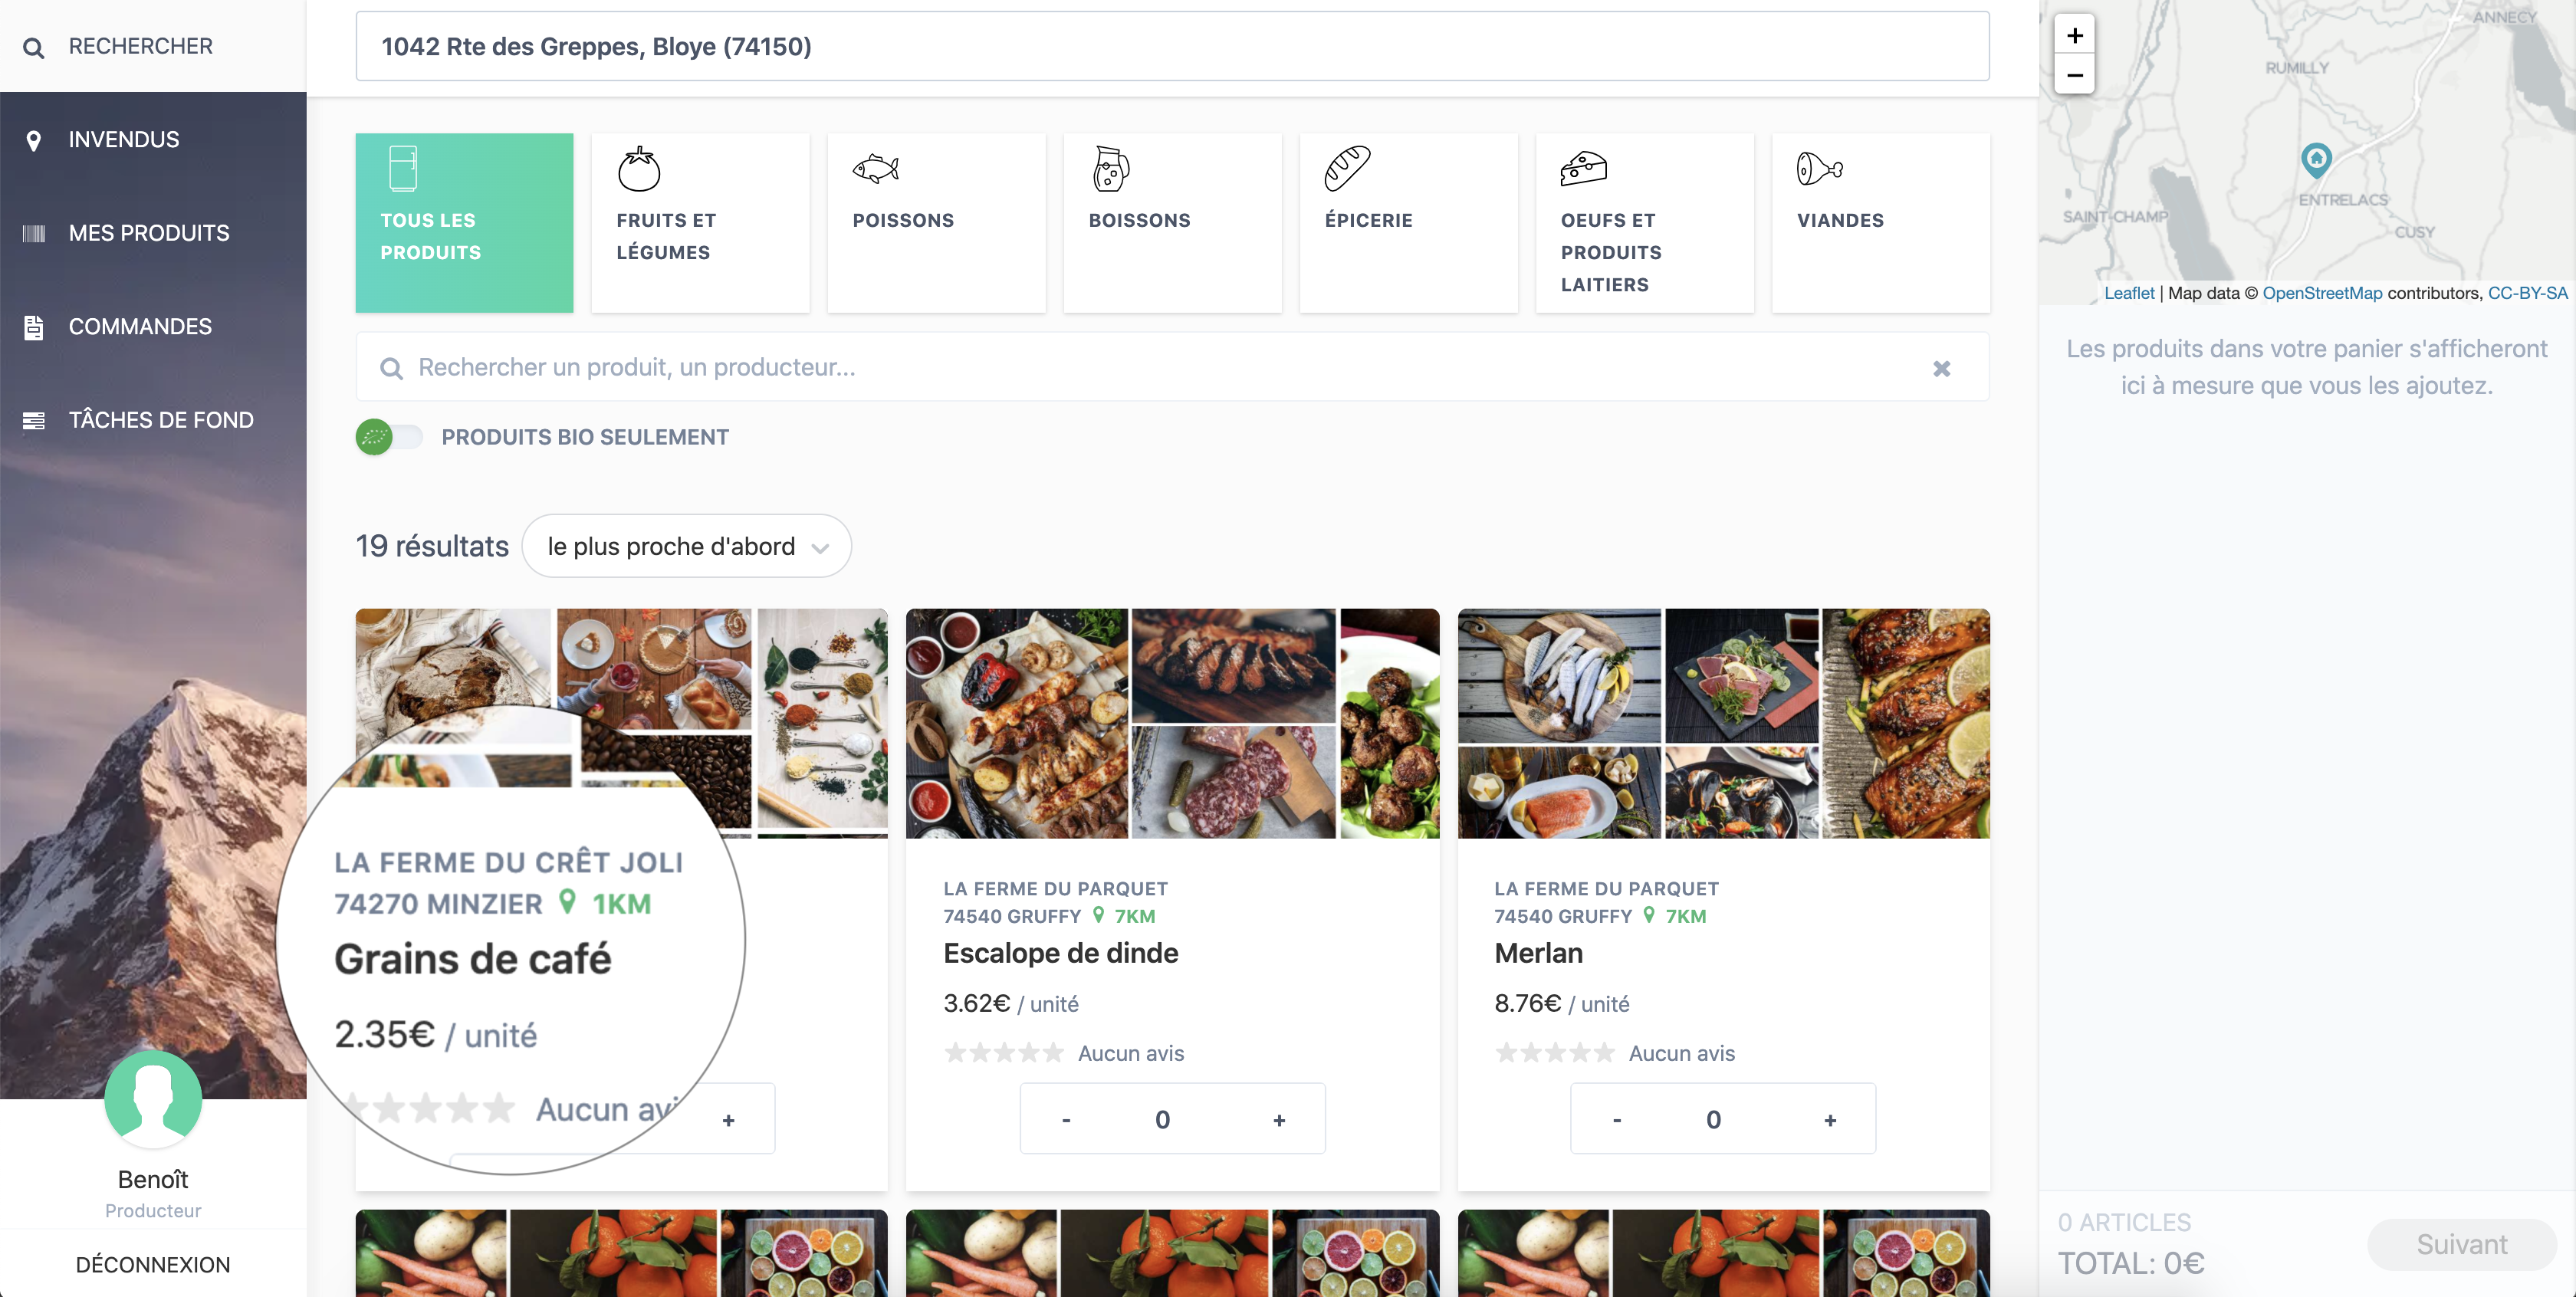 RECHERCHER
INVENDUS
MES PRODUITS
COMMANDES
TÂCHES DE FOND
Benoît
Producteur
DÉCONNEXION
1042 Rte des Greppes, Bloye (74150)
TOUS LES
PRODUITS
FRUITS ET
LÉGUMES
POISSONS
BOISSONS
ÉPICERIE
OEUFS ET
PRODUITS
LAITIERS
VIANDES
Rechercher un produit, un producteur...
PRODUITS BIO SEULEMENT
19 résultats
le plus proche d'abord
LA FERME DU CRÊT JOLI
74270 MINZIER 1KM
Grains de café
2.35€ / unité
Aucun avi
+
LA FERME DU PARQUET
74540 GRUFFY 7KM
Escalope de dinde
3.62€ / unité
Aucun avis
- 0 +
LA FERME DU PARQUET
74540 GRUFFY 7KM
Merlan
8.76€ / unité
Aucun avis
- 0 +
+
−
ANNECY
RUMILLY
ENTRELACS
SAINT-CHAMP
CUSY
Leaflet | Map data © OpenStreetMap contributors, CC-BY-SA
Les produits dans votre panier s'afficheront
ici à mesure que vous les ajoutez.
0 ARTICLES
TOTAL: 0€
Suivant